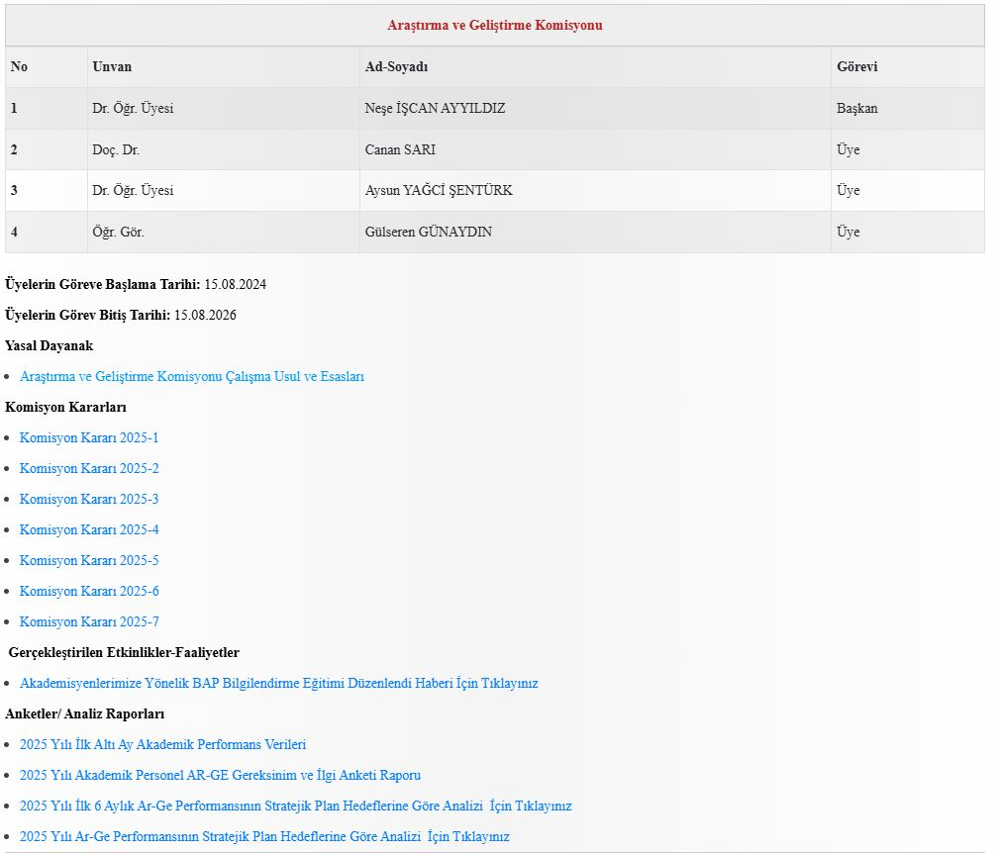 Araştırma ve Geliştirme Komisyonu
No Unvan Ad-Soyadı Görevi
1 Dr. Öğr. Üyesi Neşe İŞCAN AYYILDIZ Başkan
2 Doç. Dr. Canan SARI Üye
3 Dr. Öğr. Üyesi Aysun YAĞCİ ŞENTÜRK Üye
4 Öğr. Gör. Gülseren GÜNAYDIN Üye
Üyelerin Göreve Başlama Tarihi: 15.08.2024
Üyelerin Görev Bitiş Tarihi: 15.08.2026
Yasal Dayanak
• Araştırma ve Geliştirme Komisyonu Çalışma Usul ve Esasları
Komisyon Kararları
• Komisyon Kararı 2025-1
• Komisyon Kararı 2025-2
• Komisyon Kararı 2025-3
• Komisyon Kararı 2025-4
• Komisyon Kararı 2025-5
• Komisyon Kararı 2025-6
• Komisyon Kararı 2025-7
Gerçekleştirilen Etkinlikler-Faaliyetler
• Akademisyenlerimize Yönelik BAP Bilgilendirme Eğitimi Düzenlendi Haberi İçin Tıklayınız
Anketler/ Analiz Raporları
• 2025 Yılı İlk Altı Ay Akademik Performans Verileri
• 2025 Yılı Akademik Personel AR-GE Gereksinim ve İlgi Anketi Raporu
• 2025 Yılı İlk 6 Aylık Ar-Ge Performansının Stratejik Plan Hedeflerine Göre Analizi İçin Tıklayınız
• 2025 Yılı Ar-Ge Performansının Stratejik Plan Hedeflerine Göre Analizi İçin Tıklayınız